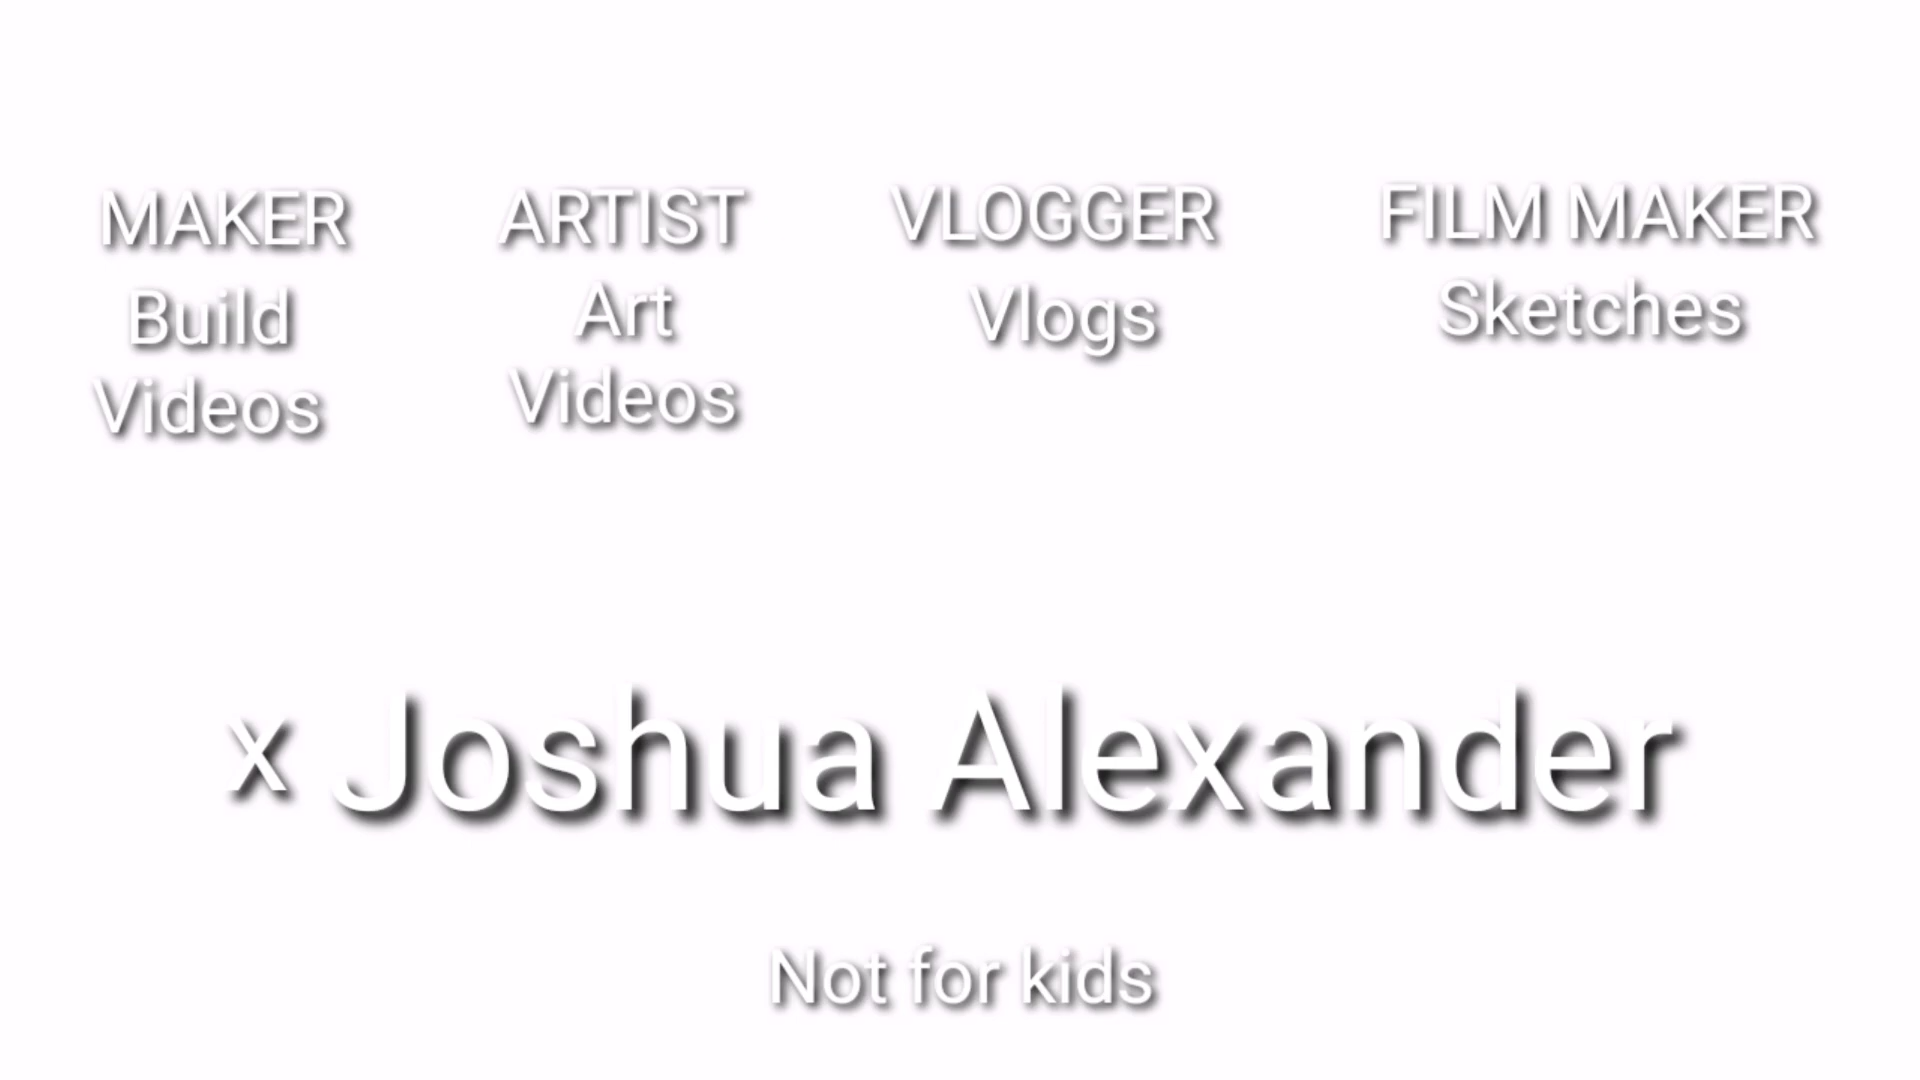 MAKER
Build
Videos
ARTIST
Art
Videos
VLOGGER
Vlogs
FILM MAKER
Sketches
x Joshua Alexander
Not for kids